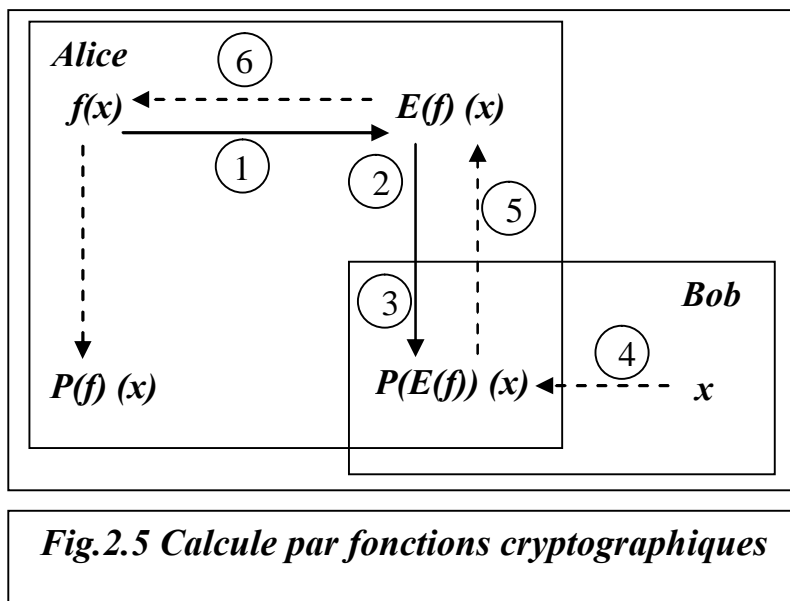 Alice
6
f(x) E(f) (x)
1
2
5
3
Bob
4
P(f) (x) P(E(f)) (x) x
Fig.2.5 Calcule par fonctions cryptographiques